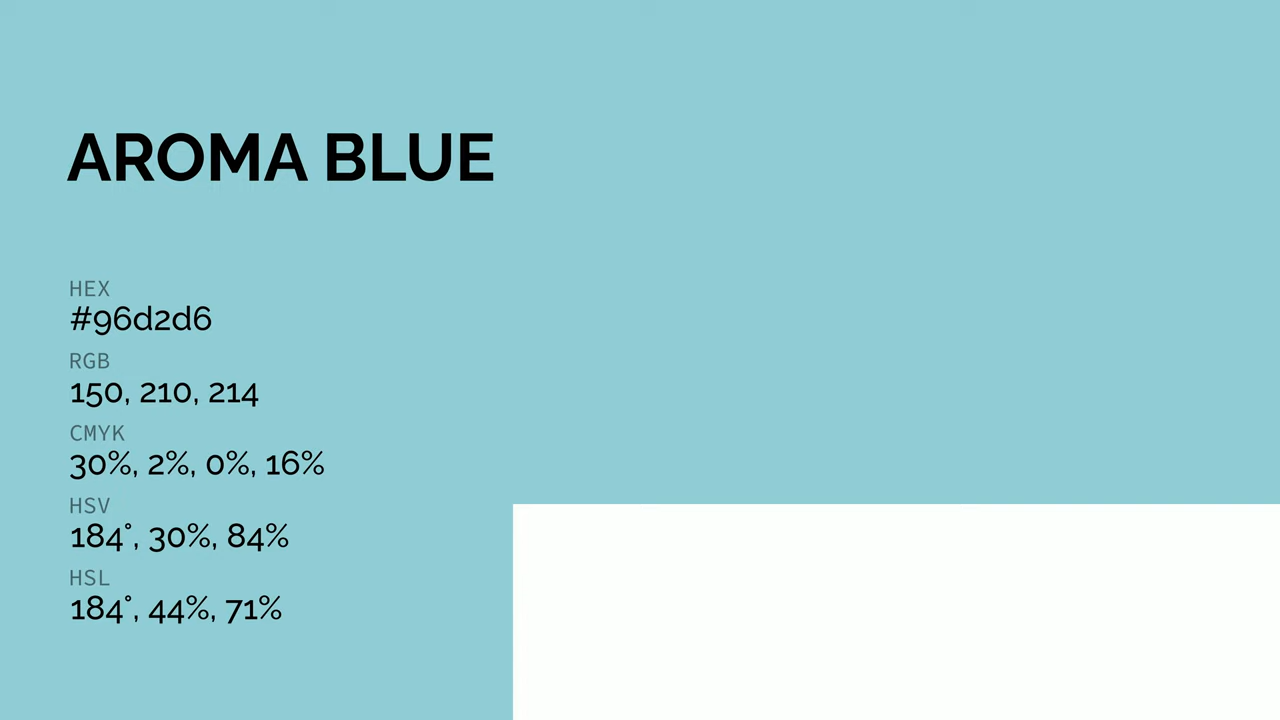 AROMA BLUE
HEX
#96d2d6
RGB
150, 210, 214
CMYK
30%, 2%, 0%, 16%
HSV
184°, 30%, 84%
HSL
184°, 44%, 71%